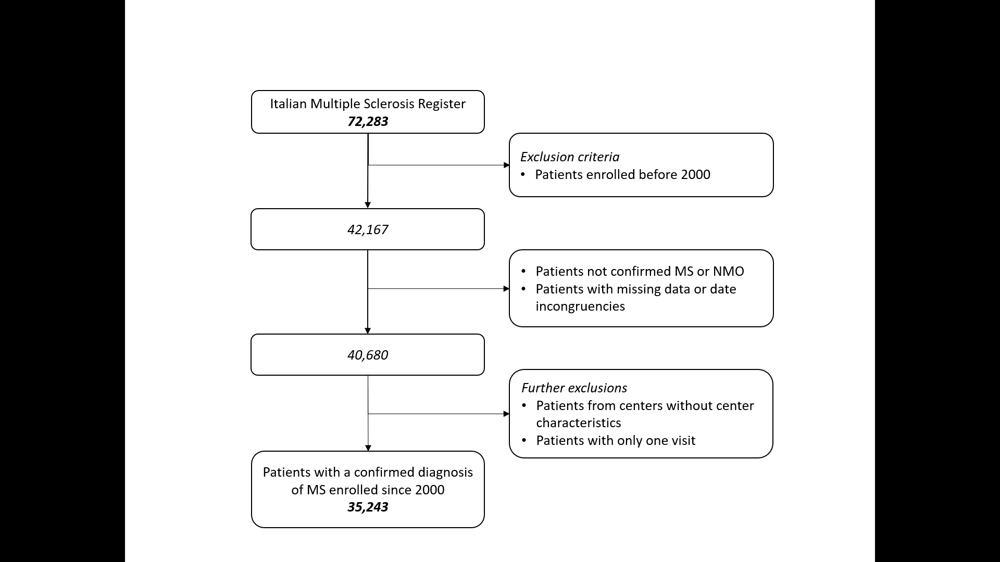 Italian Multiple Sclerosis Register
72,283
Exclusion criteria
• Patients enrolled before 2000
42,167
• Patients not confirmed MS or NMO
• Patients with missing data or date
incongruencies
40,680
Further exclusions
• Patients from centers without center
characteristics
• Patients with only one visit
Patients with a confirmed diagnosis
of MS enrolled since 2000
35,243